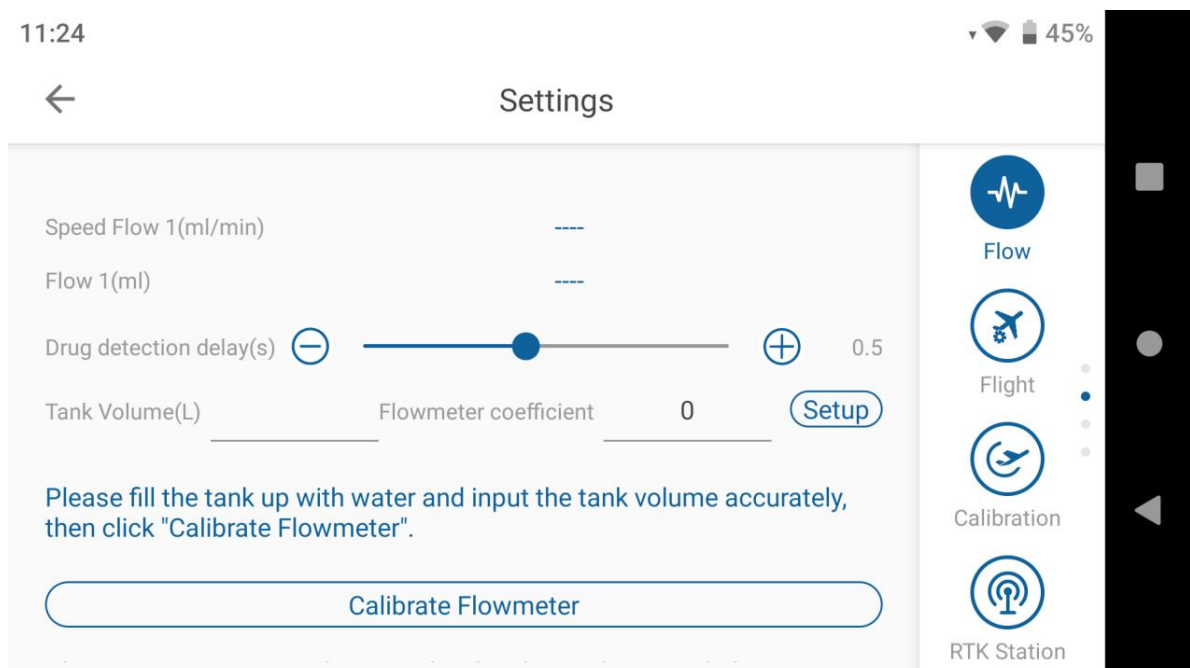 11:24
45%
Settings
Speed Flow 1(ml/min) ----
Flow 1(ml) ----
Drug detection delay(s) 0.5
Tank Volume(L) Flowmeter coefficient 0 Setup
Please fill the tank up with water and input the tank volume accurately,
then click "Calibrate Flowmeter".
Calibrate Flowmeter
Flow
Flight
Calibration
RTK Station